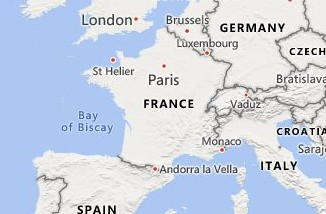 London
Brussels
GERMANY
Luxembourg
CZECH
St Helier
Paris
Bratislava
FRANCE
Vaduz
Bay
of Biscay
CROATIA
Monaco
Saraj
ITALY
Andorra la Vella
SPAIN